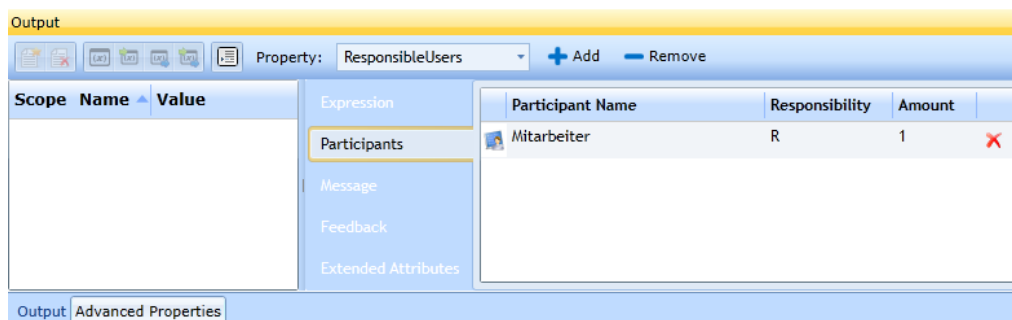 Output
Property: ResponsibleUsers Add Remove
Scope Name Value
Expression
Participants
Message
Feedback
Extended Attributes
Participant Name Responsibility Amount
Mitarbeiter R 1
Output Advanced Properties